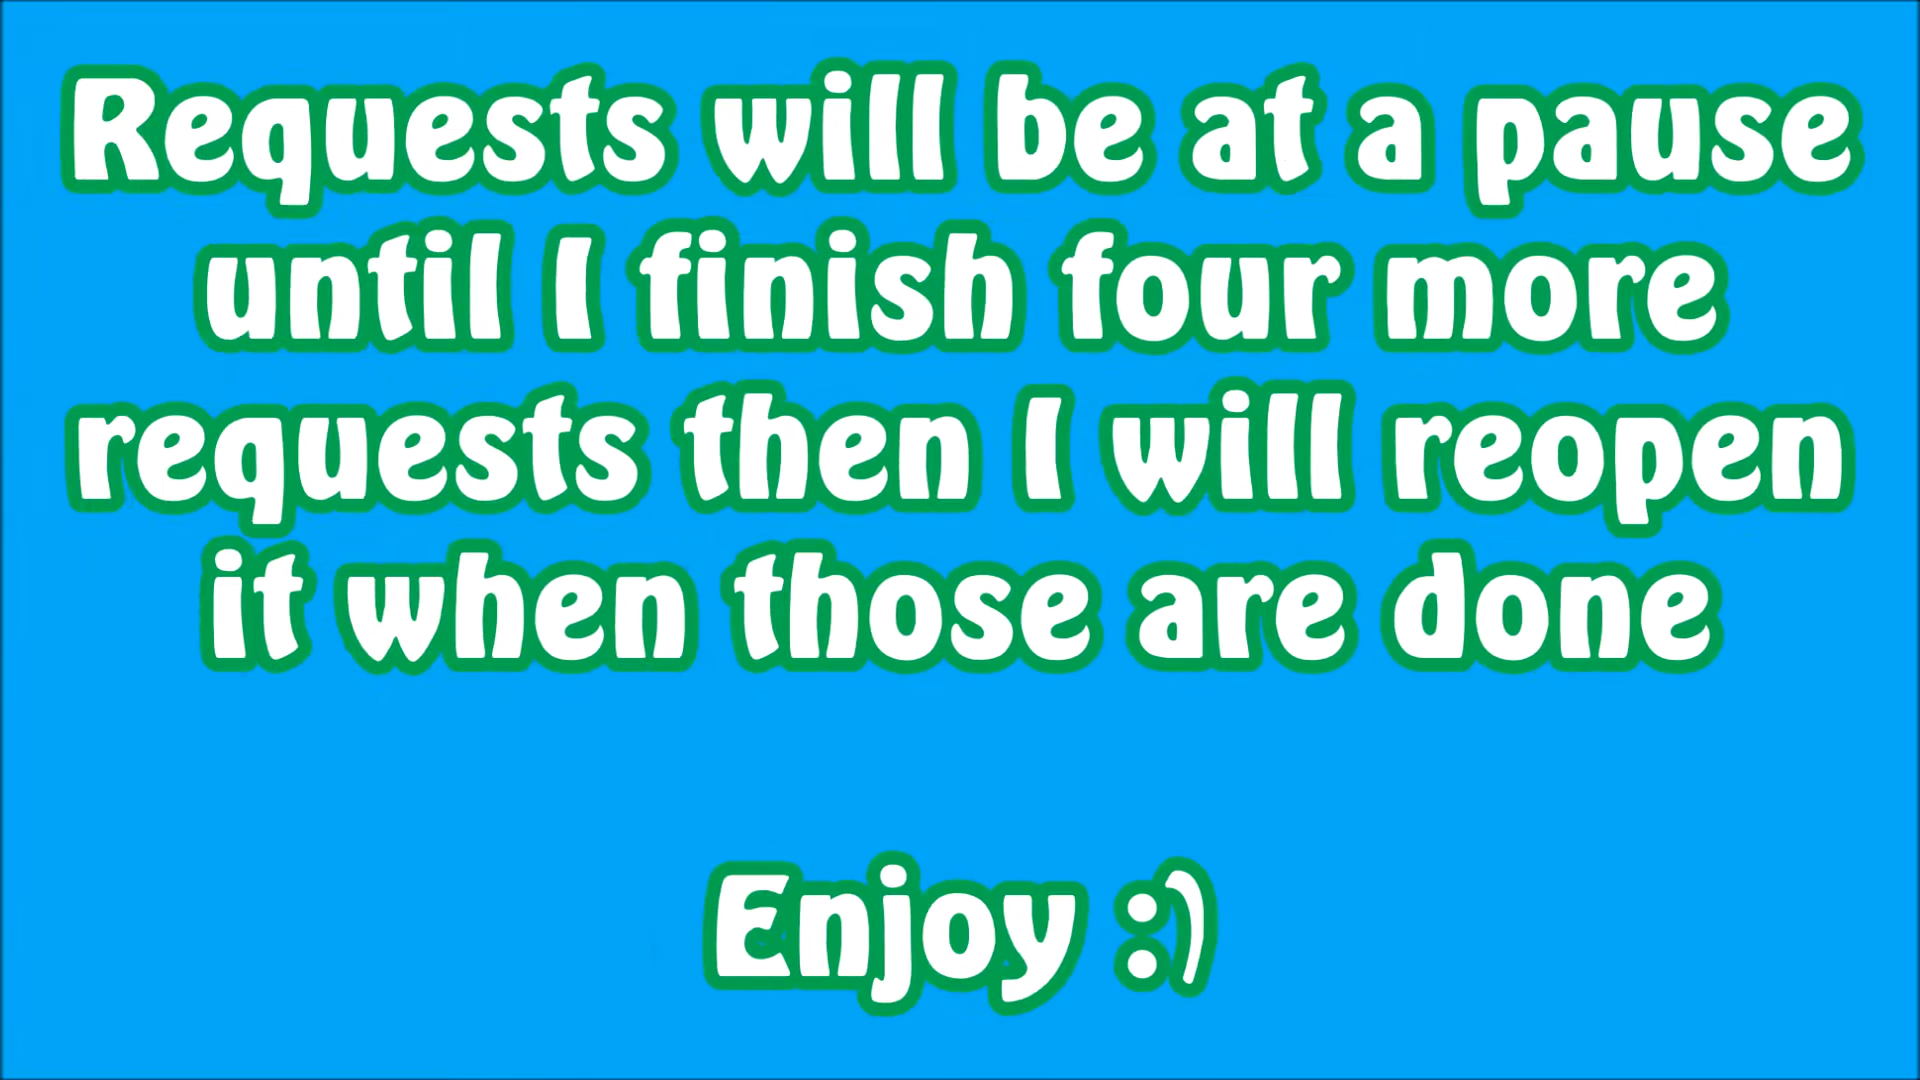 Requests will be at a pause
until I finish four more
requests then I will reopen
it when those are done
Enjoy :)